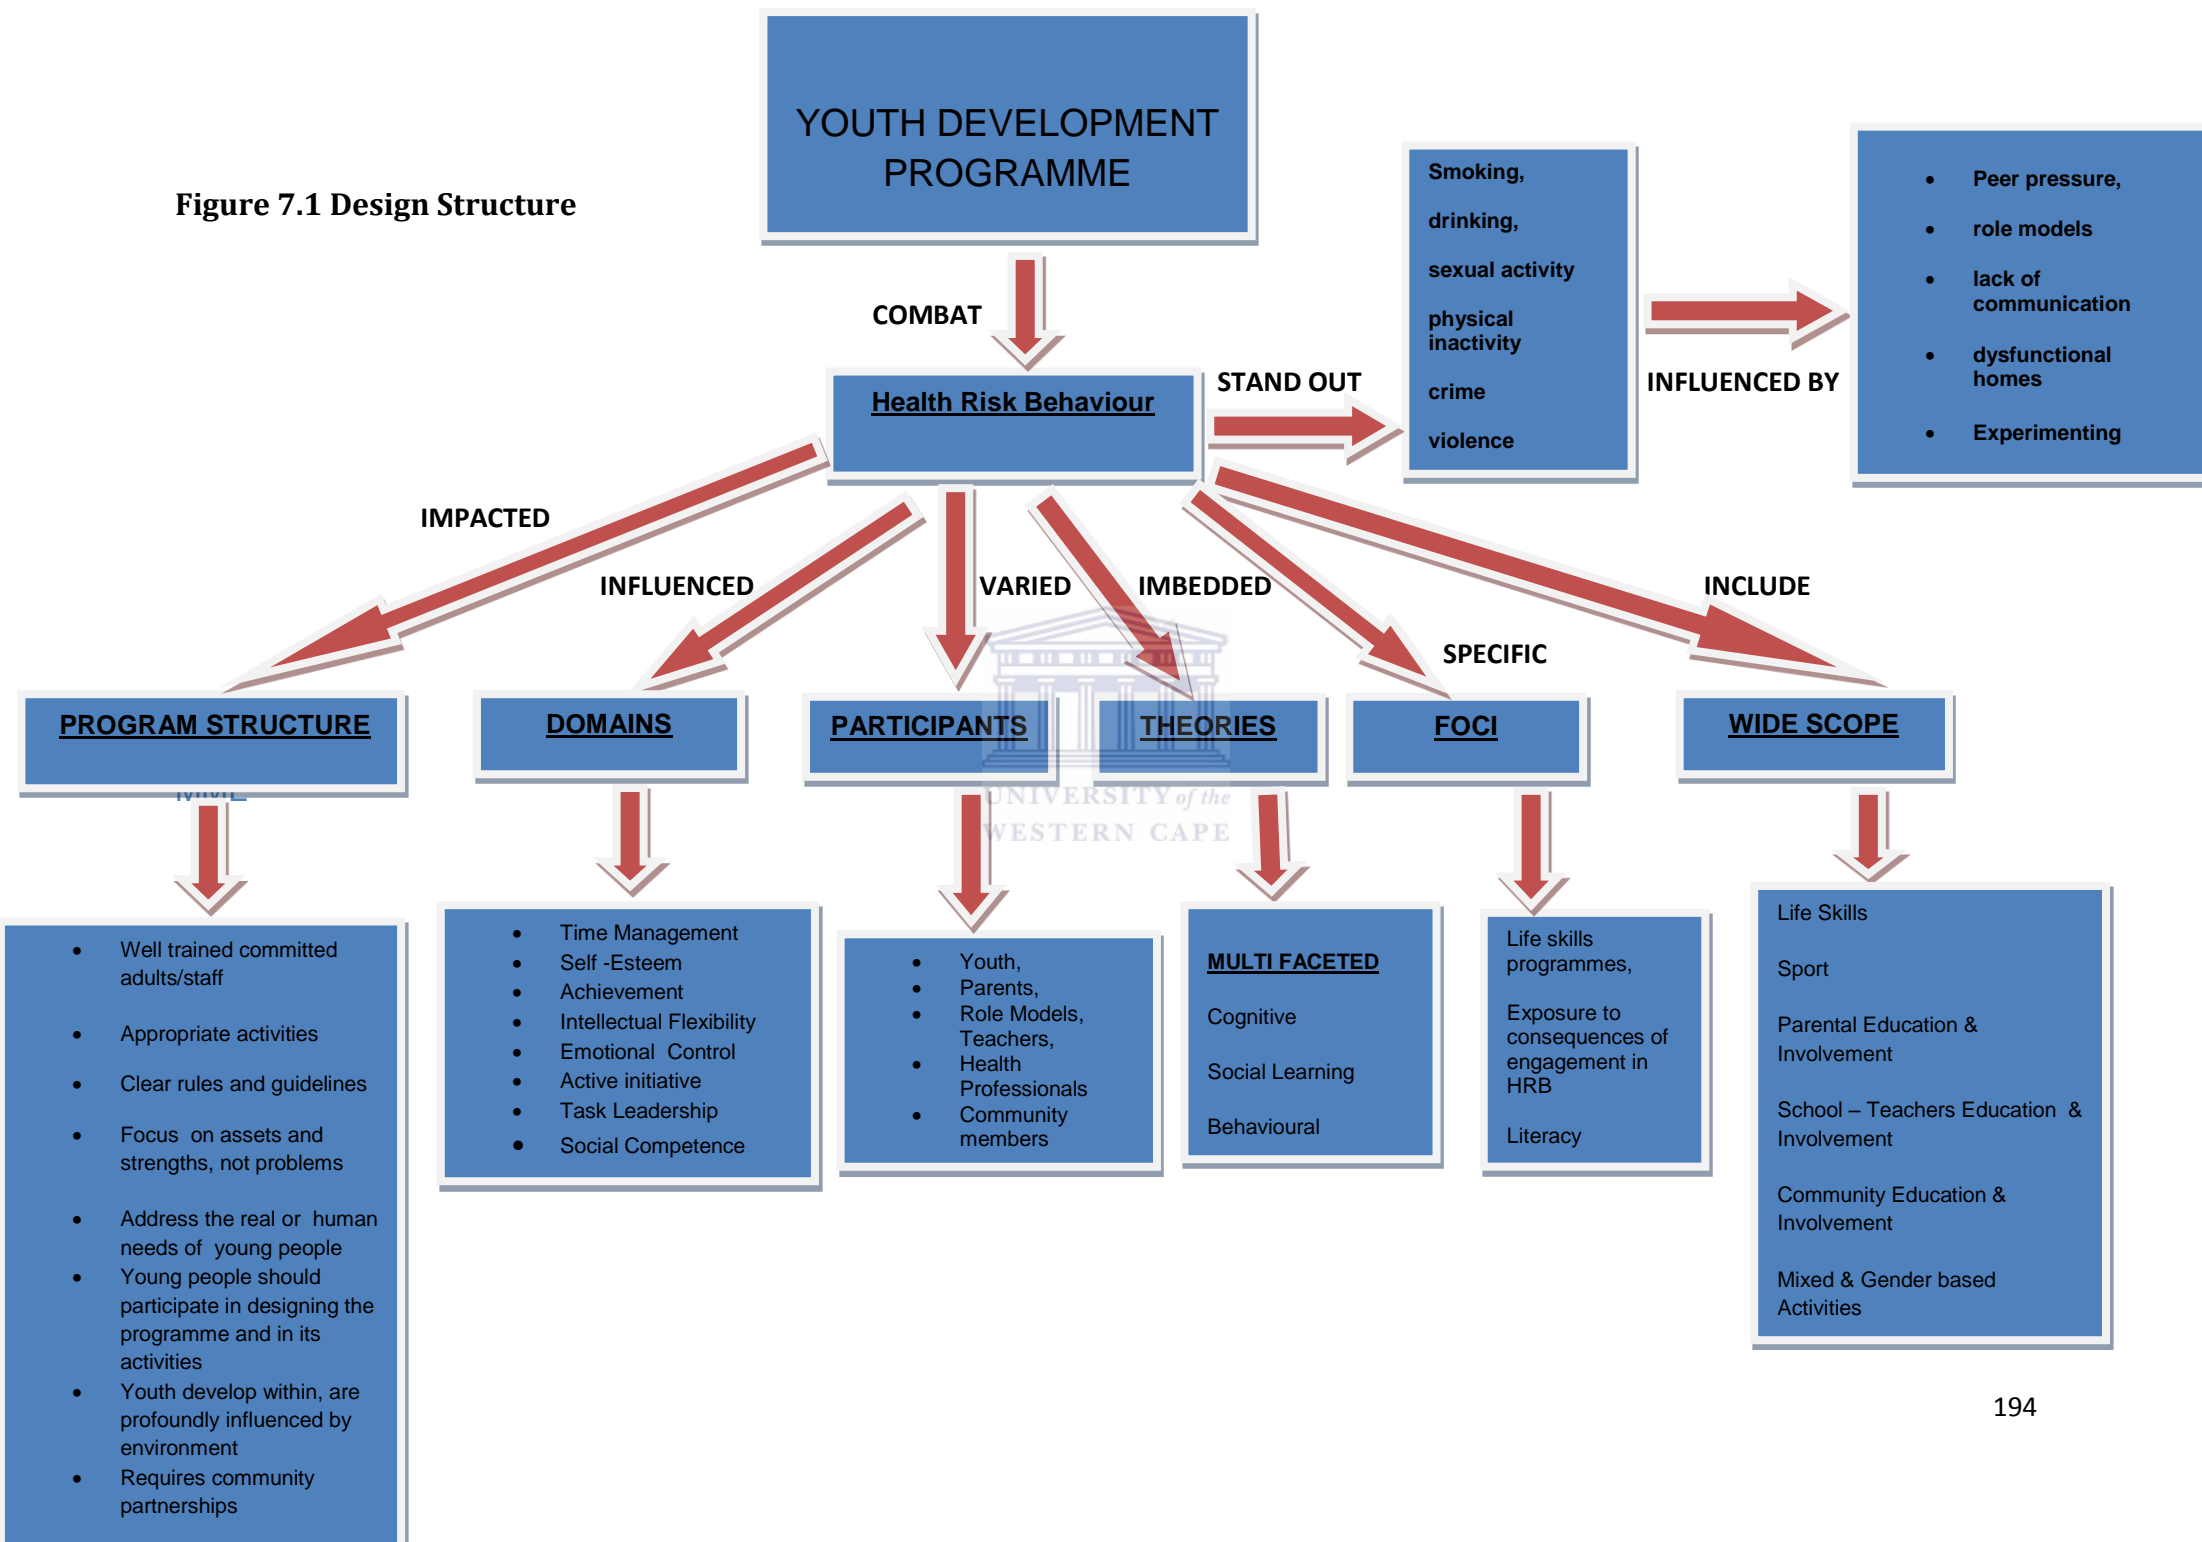 YOUTH DEVELOPMENT
PROGRAMME
Figure 7.1 Design Structure
COMBAT
Health Risk Behaviour
STAND OUT
Smoking,
drinking,
sexual activity
physical
inactivity
crime
violence
INFLUENCED BY
• Peer pressure,
• role models
• lack of
communication
• dysfunctional
homes
• Experimenting
IMPACTED
INFLUENCED
VARIED
IMBEDDED
SPECIFIC
INCLUDE
PROGRAM STRUCTURE
DOMAINS
PARTICIPANTS
THEORIES
FOCI
WIDE SCOPE
UNIVERSITY of the
WESTERN CAPE
• Well trained committed
adults/staff
• Appropriate activities
• Clear rules and guidelines
• Focus on assets and
strengths, not problems
• Address the real or human
needs of young people
• Young people should
participate in designing the
programme and in its
activities
• Youth develop within, are
profoundly influenced by
environment
• Requires community
partnerships
• Time Management
• Self -Esteem
• Achievement
• Intellectual Flexibility
• Emotional Control
• Active initiative
• Task Leadership
• Social Competence
• Youth,
• Parents,
• Role Models,
Teachers,
• Health
Professionals
• Community
members
MULTI FACETED
Cognitive
Social Learning
Behavioural
Life skills
programmes,
Exposure to
consequences of
engagement in
HRB
Literacy
Life Skills
Sport
Parental Education &
Involvement
School – Teachers Education &
Involvement
Community Education &
Involvement
Mixed & Gender based
Activities
194